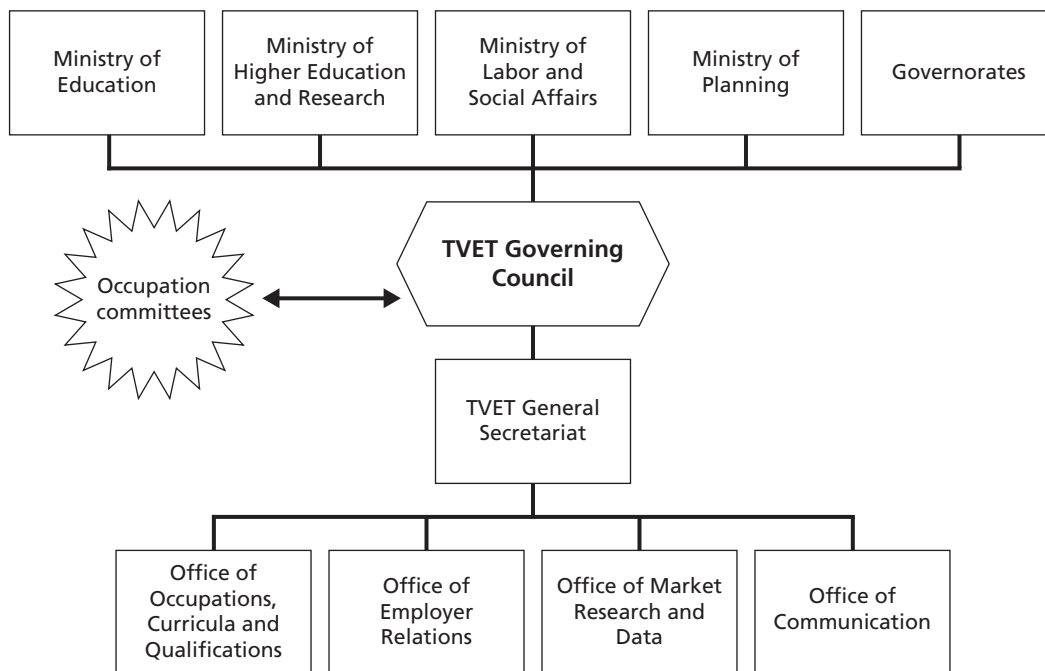 Ministry of
Education
Ministry of
Higher Education
and Research
Ministry of
Labor and
Social Affairs
Ministry of
Planning
Governorates
TVET Governing
Council
Occupation
committees
TVET General
Secretariat
Office of
Occupations,
Curricula and
Qualifications
Office of
Employer
Relations
Office of Market
Research and
Data
Office of
Communication